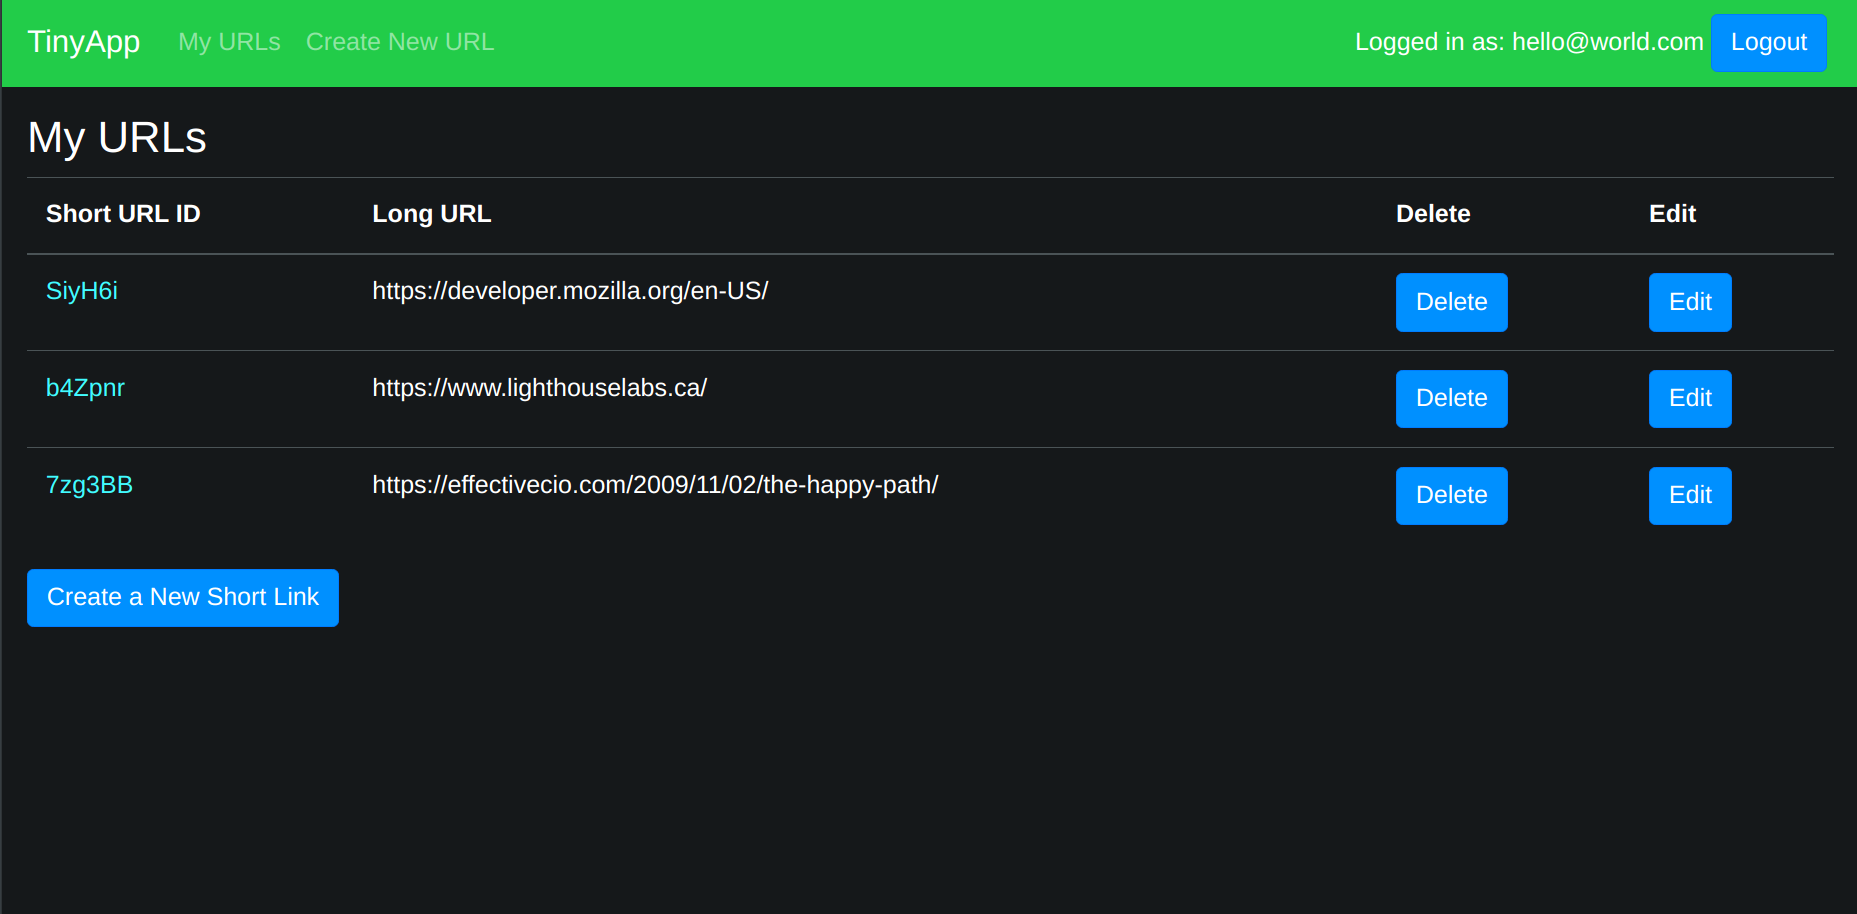 TinyApp My URLs Create New URL Logged in as: hello@world.com Logout
My URLs
Short URL ID Long URL Delete Edit
SiyH6i https://developer.mozilla.org/en-US/ Delete Edit
b4Zpnr https://www.lighthouselabs.ca/ Delete Edit
7zg3BB https://effectivecio.com/2009/11/02/the-happy-path/ Delete Edit
Create a New Short Link